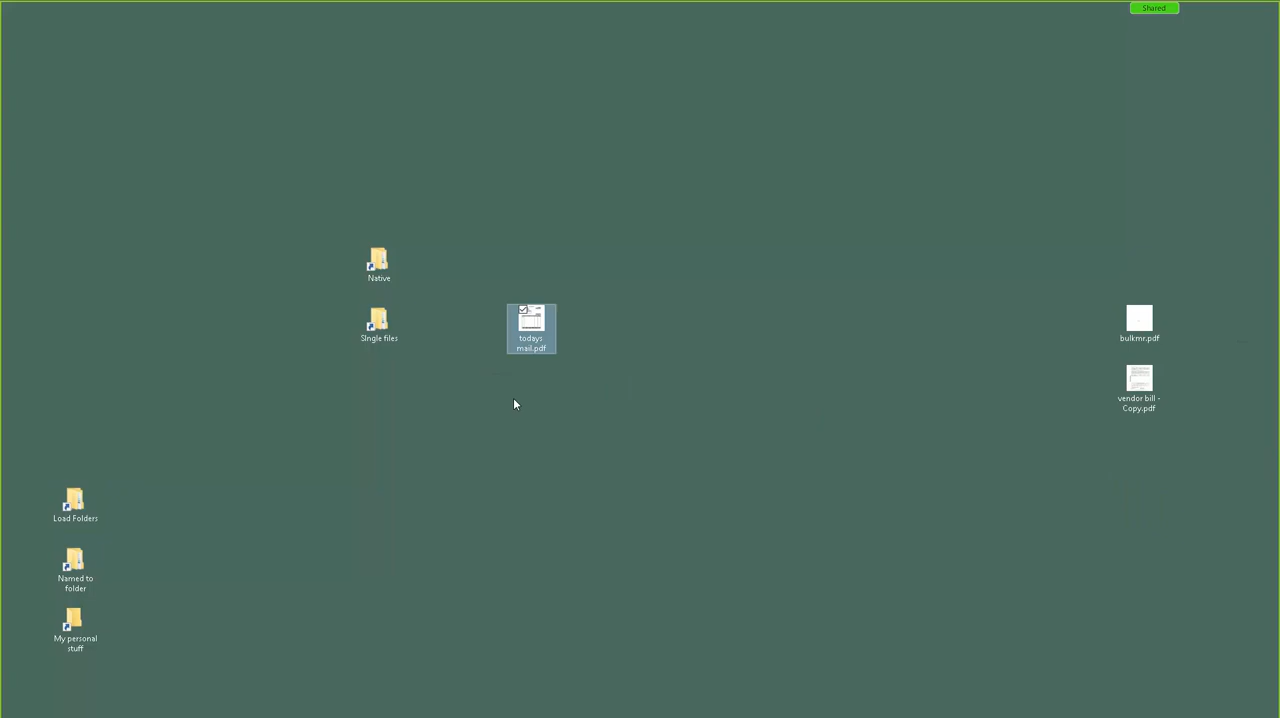 Shared
Native
SIngle files
todays
mail.pdf
bulkmr.pdf
vendor bill -
Copy.pdf
Load Folders
Named to
folder
My personal
stuff